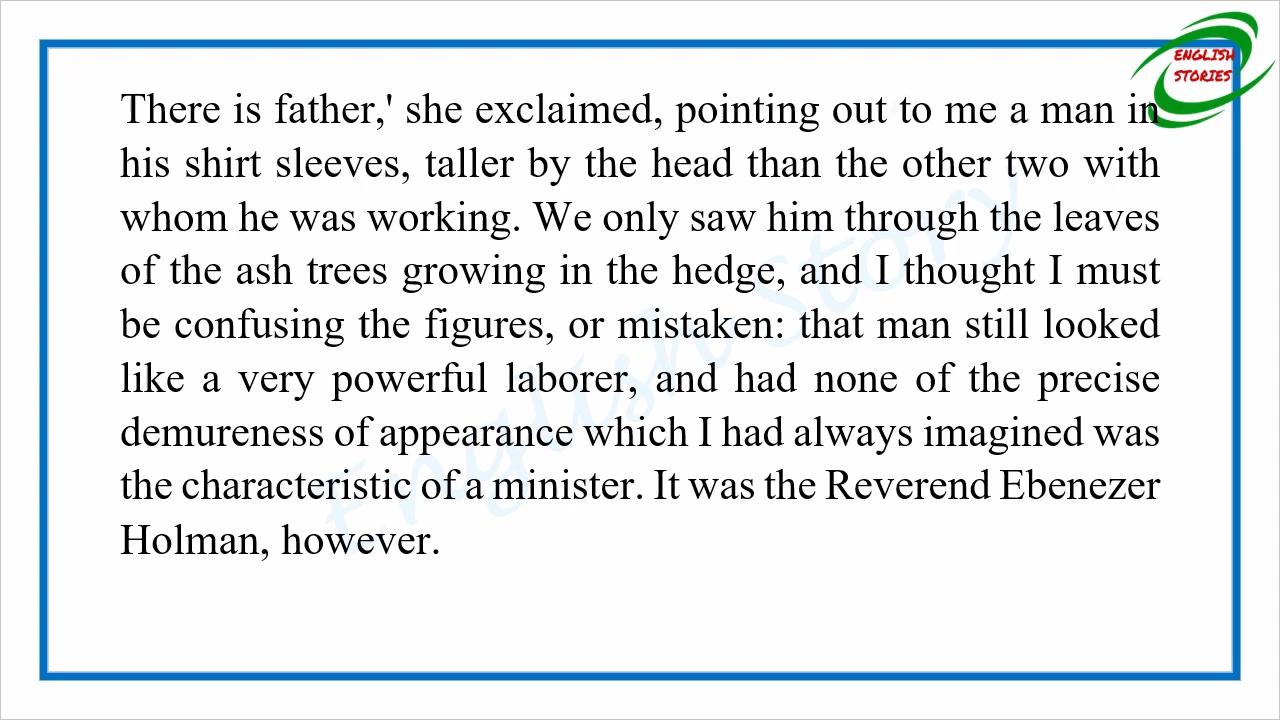 ENGLISH
STORIES
There is father,' she exclaimed, pointing out to me a man in
his shirt sleeves, taller by the head than the other two with
whom he was working. We only saw him through the leaves
of the ash trees growing in the hedge, and I thought I must
be confusing the figures, or mistaken: that man still looked
like a very powerful laborer, and had none of the precise
demureness of appearance which I had always imagined was
the characteristic of a minister. It was the Reverend Ebenezer
Holman, however.
English Story